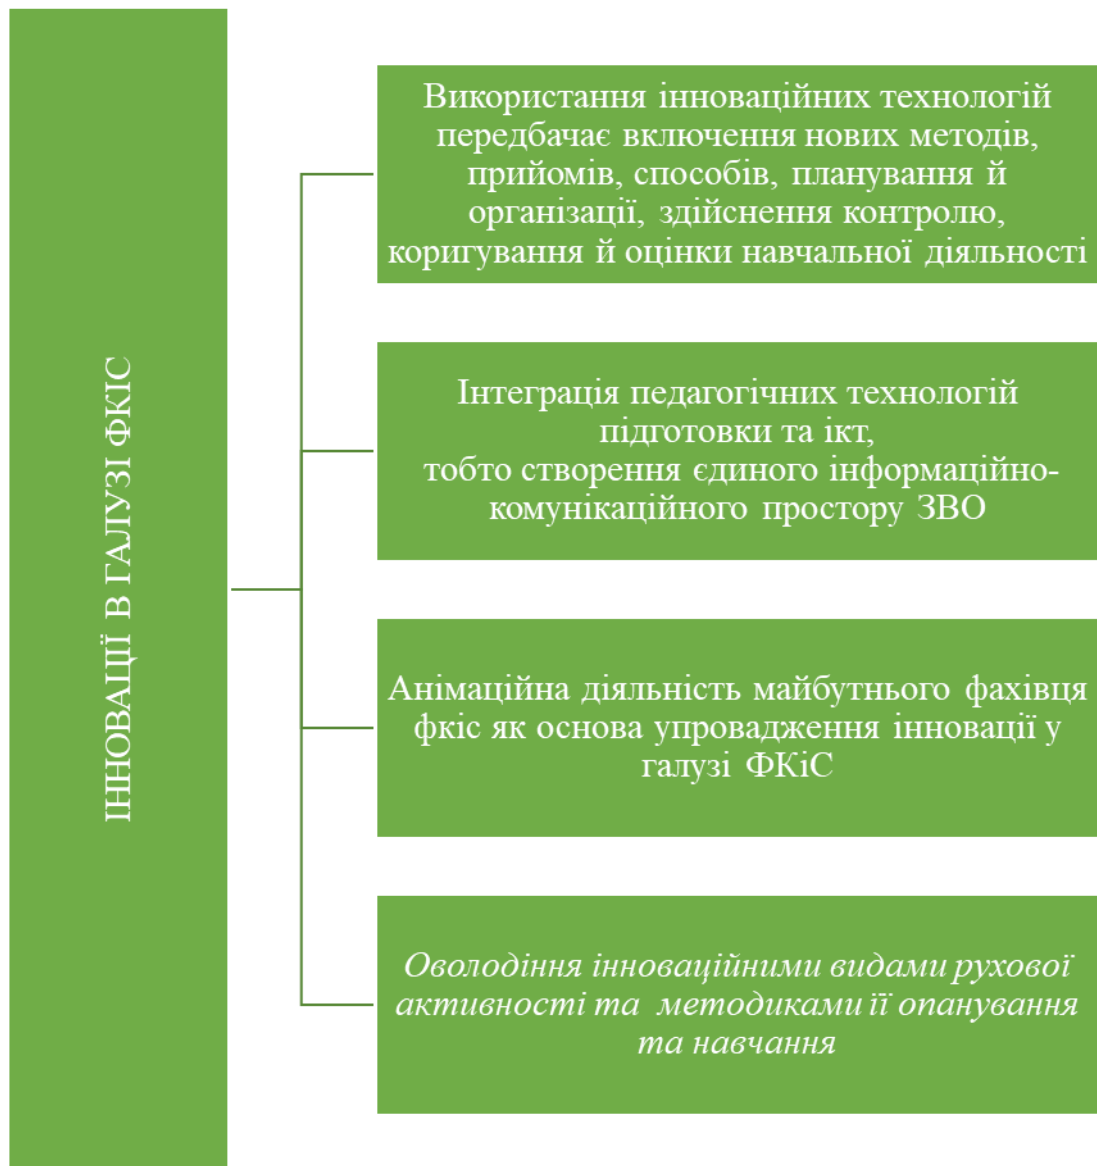 ІННОВАЦІЇ В ГАЛУЗІ ФКІС
Використання інноваційних технологій
передбачає включення нових методів,
прийомів, способів, планування й
організації, здійснення контролю,
коригування й оцінки навчальної діяльності
Інтеграція педагогічних технологій
підготовки та ікт,
тобто створення єдиного інформаційно-
комунікаційного простору ЗВО
Анімаційна діяльність майбутнього фахівця
фкіс як основа упровадження інновації у
галузі ФКіС
Оволодіння інноваційними видами рухової
активності та методиками її опанування
та навчання